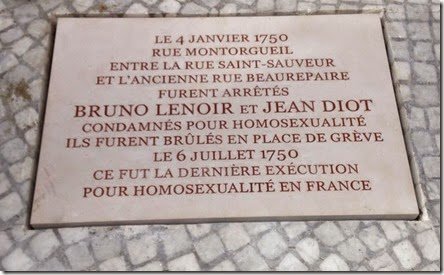 LE 4 JANVIER 1750
RUE MONTORGUEIL
ENTRE LA RUE SAINT-SAUVEUR
ET L'ANCIENNE RUE BEAUREPAIRE
FURENT ARRÊTÉS
BRUNO LENOIR ET JEAN DIOT
CONDAMNÉS POUR HOMOSEXUALITÉ
ILS FURENT BRÛLÉS EN PLACE DE GRÈVE
LE 6 JUILLET 1750
CE FUT LA DERNIÈRE EXÉCUTION
POUR HOMOSEXUALITÉ EN FRANCE